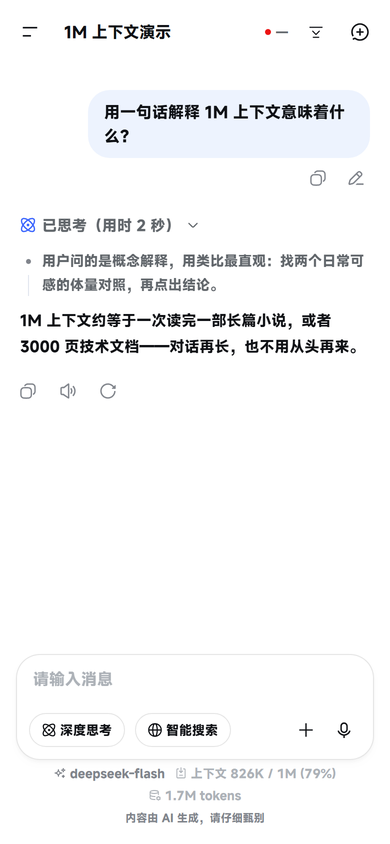 1M 上下文演示
用一句话解释 1M 上下文意味着什
么？
已思考（用时 2 秒）
用户问的是概念解释，用类比最直观：找两个日常可
感的体量对照，再点出结论。
1M 上下文约等于一次读完一部长篇小说，或者
3000 页技术文档——对话再长，也不用从头再来。
请输入消息
深度思考 智能搜索
deepseek-flash 上下文 826K / 1M (79%)
1.7M tokens
内容由 AI 生成，请仔细甄别